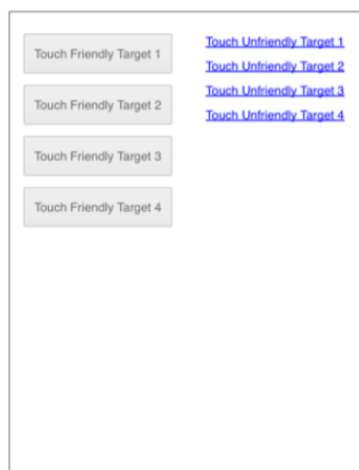 Touch Friendly Target 1
Touch Friendly Target 2
Touch Friendly Target 3
Touch Friendly Target 4
Touch Unfriendly Target 1
Touch Unfriendly Target 2
Touch Unfriendly Target 3
Touch Unfriendly Target 4